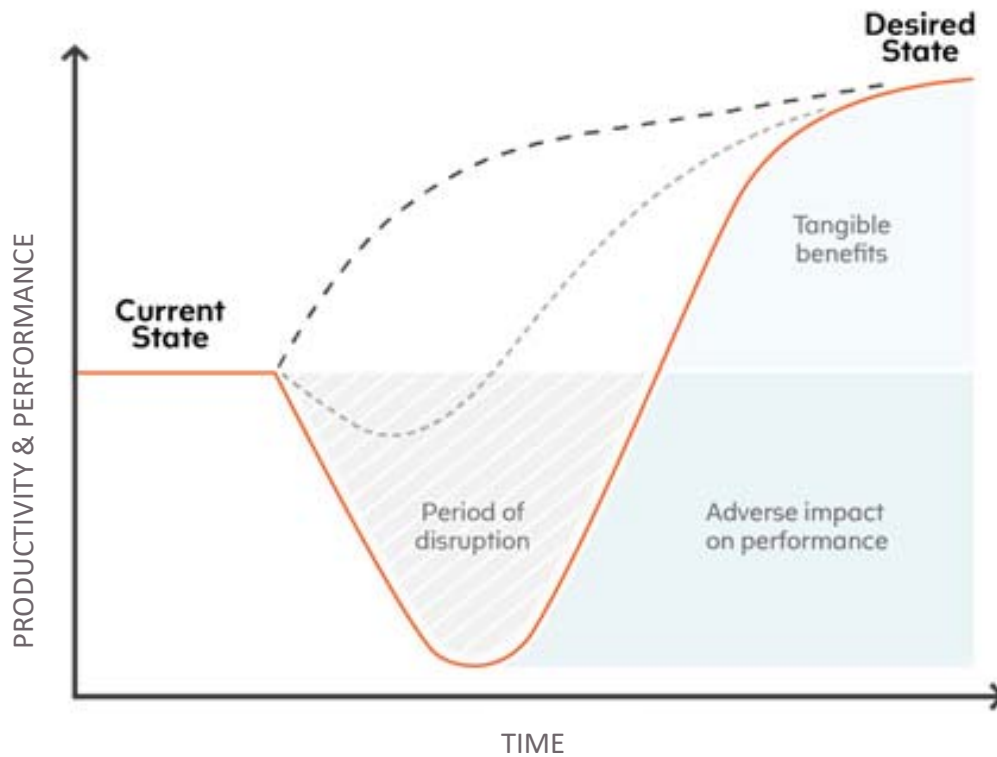 Desired
State
Current
State
Tangible
benefits
PRODUCTIVITY & PERFORMANCE
Period of
disruption
Adverse impact
on performance
TIME